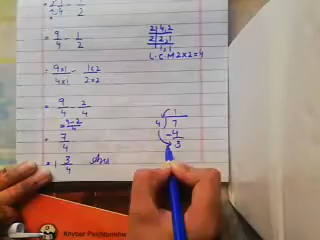 = 9/4 - 1/2
2 | 4, 2
2 | 2, 1
1, 1
L.C.M 2×2=4
= 9×1/4×1 - 1×2/2×2
= 9/4 - 2/4
= 9-2/4
= 7/4
= 1 3/4 Ans
1
4 √7
-4
3